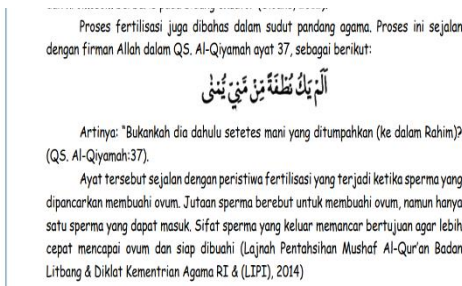 Proses fertilisasi juga dibahas dalam sudut pandang agama. Proses ini sejalan
dengan firman Allah dalam QS. Al-Qiyamah ayat 37, sebagai berikut:
أَلَمْ يَكُ نُطْفَةً مِّن مَّنِيٍّ يُمْنَىٰ
Artinya: "Bukankah dia dahulu setetes mani yang ditumpahkan (ke dalam Rahim)?
(QS. Al-Qiyamah:37).
Ayat tersebut sejalan dengan peristiwa fertilisasi yang terjadi ketika sperma yang
dipancarkan membuahi ovum. Jutaan sperma berebut untuk membuahi ovum, namun hanya
satu sperma yang dapat masuk. Sifat sperma yang keluar memancar bertujuan agar lebih
cepat mencapai ovum dan siap dibuahi (Lajnah Pentahsihan Mushaf Al-Qur'an Badan
Litbang & Diklat Kementrian Agama RI & (LIPI), 2014)